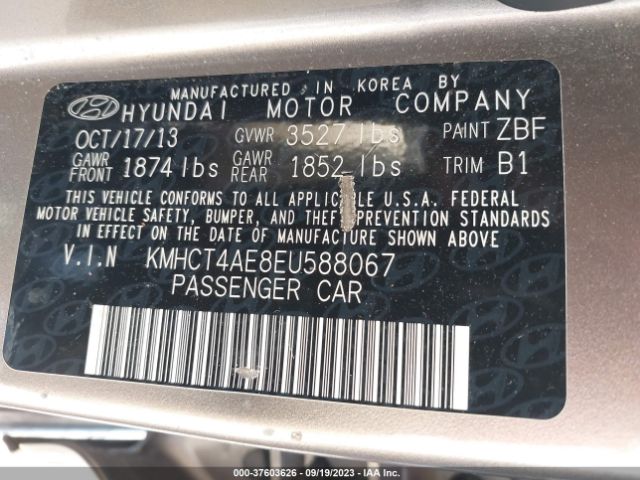 MANUFACTURED IN KOREA BY
HYUNDAI MOTOR COMPANY
OCT/17/13 GVWR 3527 lbs PAINT ZBF
GAWR FRONT 1874 lbs GAWR REAR 1852 lbs TRIM B1
THIS VEHICLE CONFORMS TO ALL APPLICABLE U.S.A. FEDERAL
MOTOR VEHICLE SAFETY, BUMPER, AND THEFT PREVENTION STANDARDS
IN EFFECT ON THE DATE OF MANUFACTURE SHOWN ABOVE.
V.I.N KMHCT4AE8EU588067
PASSENGER CAR
000-37603626 - 09/19/2023 - IAAI.COM